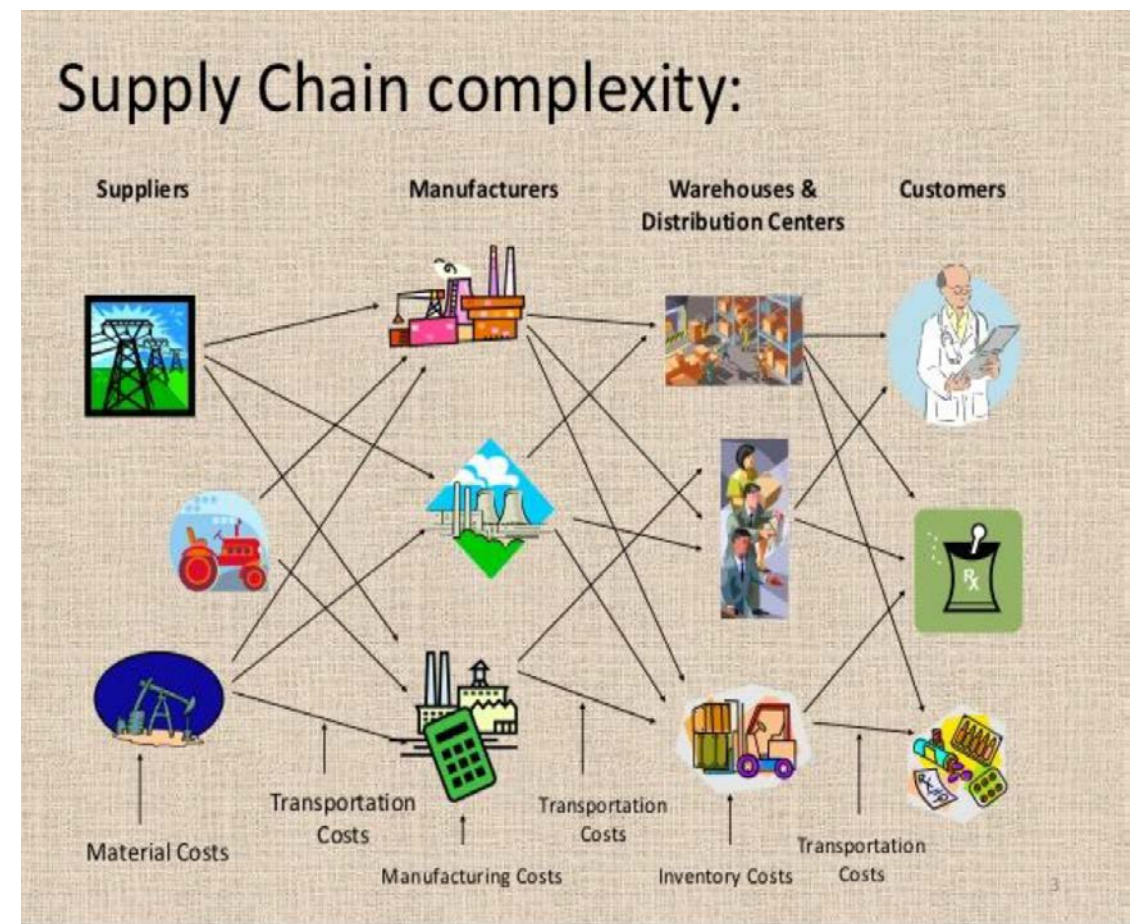 Supply Chain complexity:
Suppliers
Manufacturers
Warehouses &
Distribution Centers
Customers
Rx
Material Costs
Transportation
Costs
Manufacturing Costs
Transportation
Costs
Inventory Costs
Transportation
Costs
3